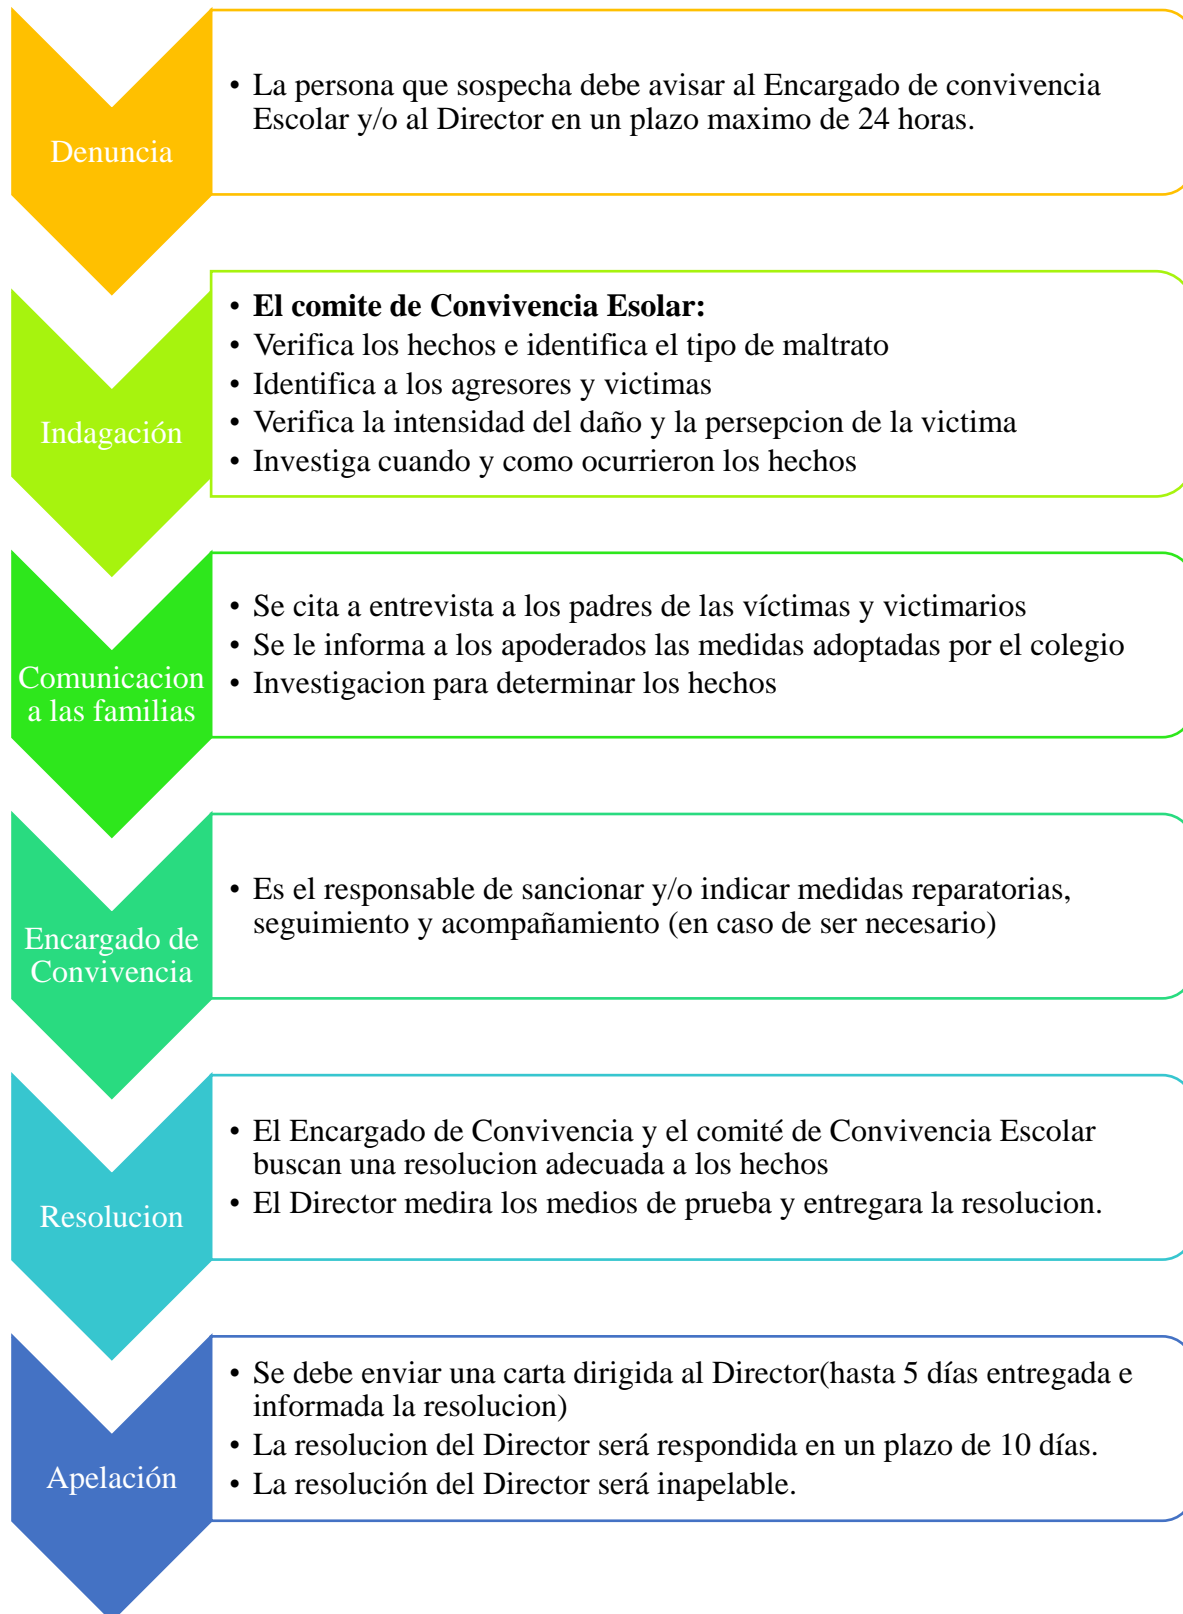 Denuncia
• La persona que sospecha debe avisar al Encargado de convivencia
Escolar y/o al Director en un plazo maximo de 24 horas.
Indagación
• El comite de Convivencia Esolar:
• Verifica los hechos e identifica el tipo de maltrato
• Identifica a los agresores y victimas
• Verifica la intensidad del daño y la persepcion de la victima
• Investiga cuando y como ocurrieron los hechos
Comunicacion
a las familias
• Se cita a entrevista a los padres de las víctimas y victimarios
• Se le informa a los apoderados las medidas adoptadas por el colegio
• Investigacion para determinar los hechos
Encargado de
Convivencia
• Es el responsable de sancionar y/o indicar medidas reparatorias,
seguimiento y acompañamiento (en caso de ser necesario)
Resolucion
• El Encargado de Convivencia y el comité de Convivencia Escolar
buscan una resolucion adecuada a los hechos
• El Director medira los medios de prueba y entregara la resolucion.
Apelación
• Se debe enviar una carta dirigida al Director(hasta 5 días entregada e
informada la resolucion)
• La resolucion del Director será respondida en un plazo de 10 días.
• La resolución del Director será inapelable.